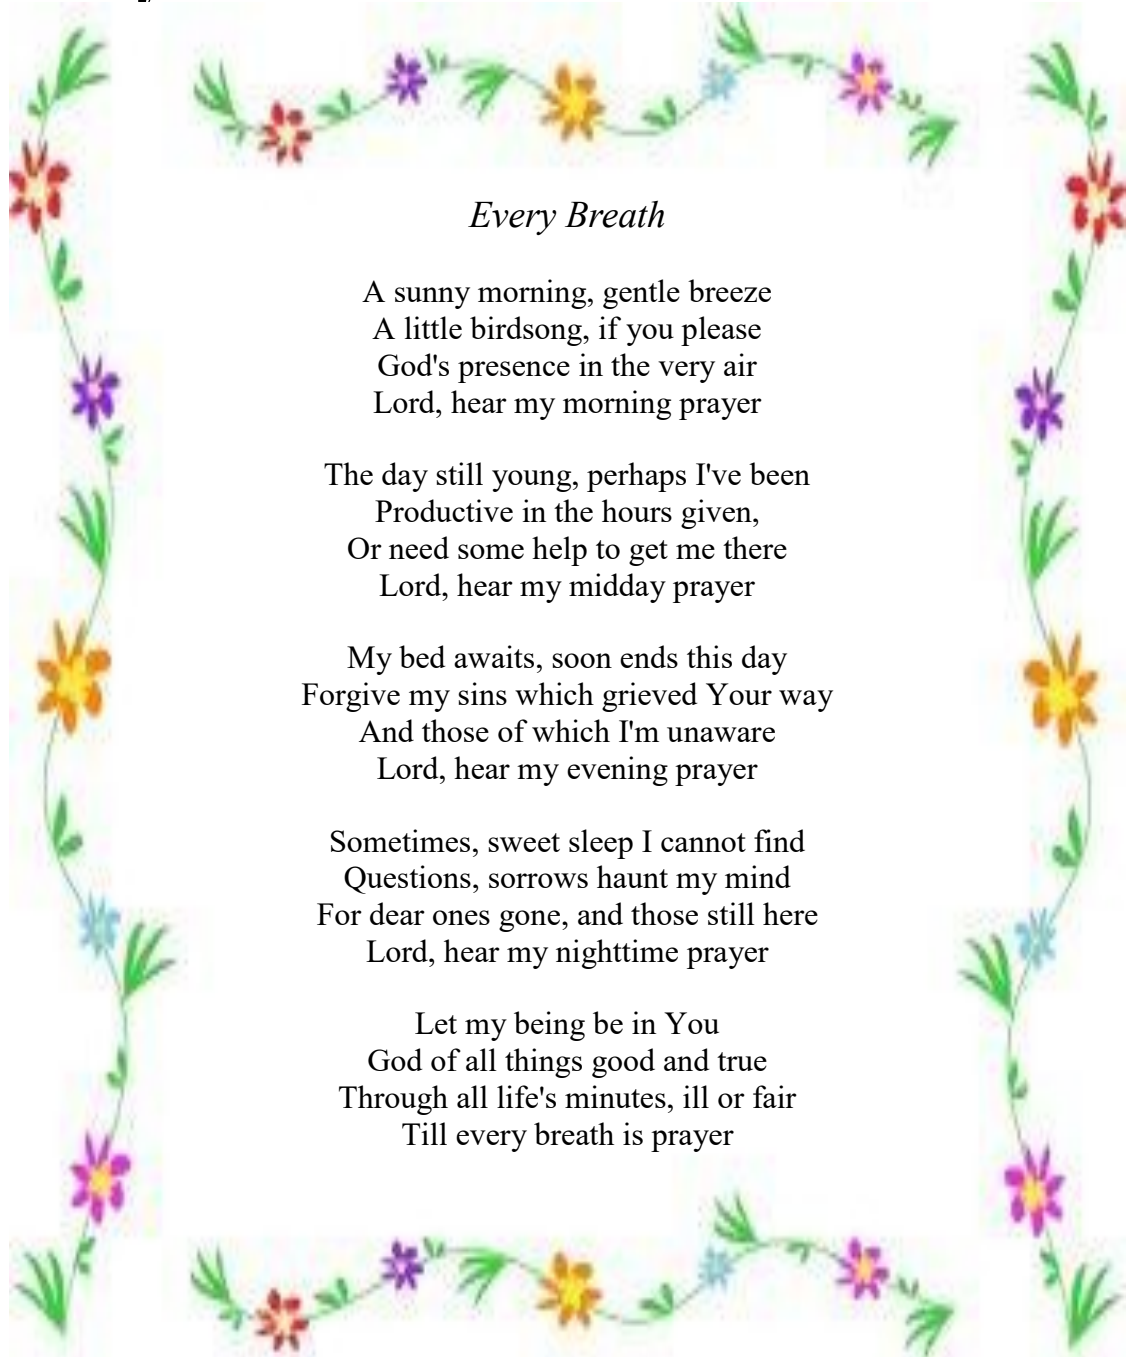 Every Breath
A sunny morning, gentle breeze
A little birdsong, if you please
God's presence in the very air
Lord, hear my morning prayer
The day still young, perhaps I've been
Productive in the hours given,
Or need some help to get me there
Lord, hear my midday prayer
My bed awaits, soon ends this day
Forgive my sins which grieved Your way
And those of which I'm unaware
Lord, hear my evening prayer
Sometimes, sweet sleep I cannot find
Questions, sorrows haunt my mind
For dear ones gone, and those still here
Lord, hear my nighttime prayer
Let my being be in You
God of all things good and true
Through all life's minutes, ill or fair
Till every breath is prayer